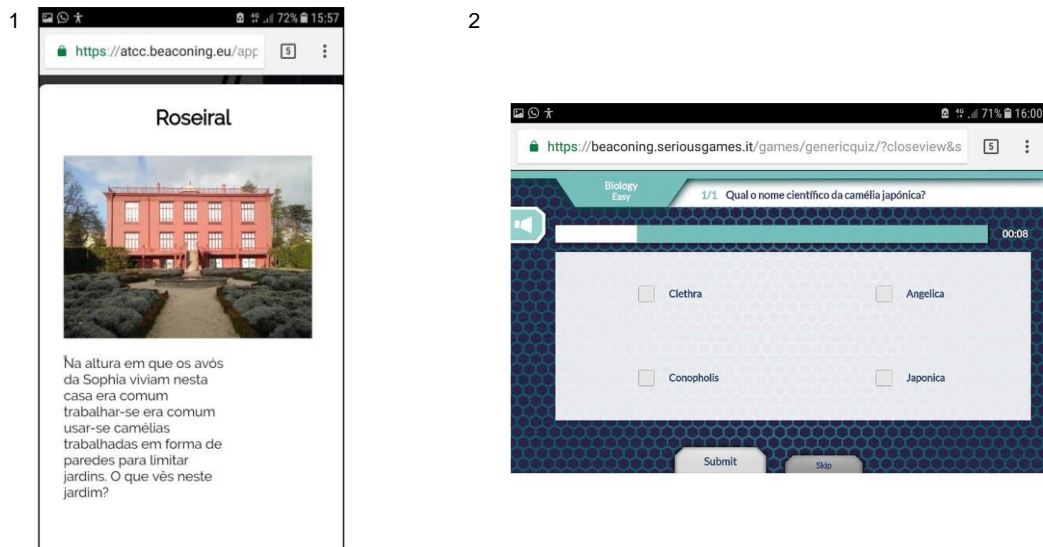 1
72% 15:57
https://atcc.beaconing.eu/app
5
Roseiral
Na altura em que os avós
da Sophia viviam nesta
casa era comum
trabalhar-se era comum
usar-se camélias
trabalhadas em forma de
paredes para limitar
jardins. O que vês neste
jardim?
2
4G 71% 16:00
https://beaconing.seriousgames.it/games/genericquiz/?closeview&s
5
Biology
Easy
1/1 Qual o nome científico da camélia japónica?
00:08
Clethra
Angelica
Conopholis
Japonica
Submit
Skip